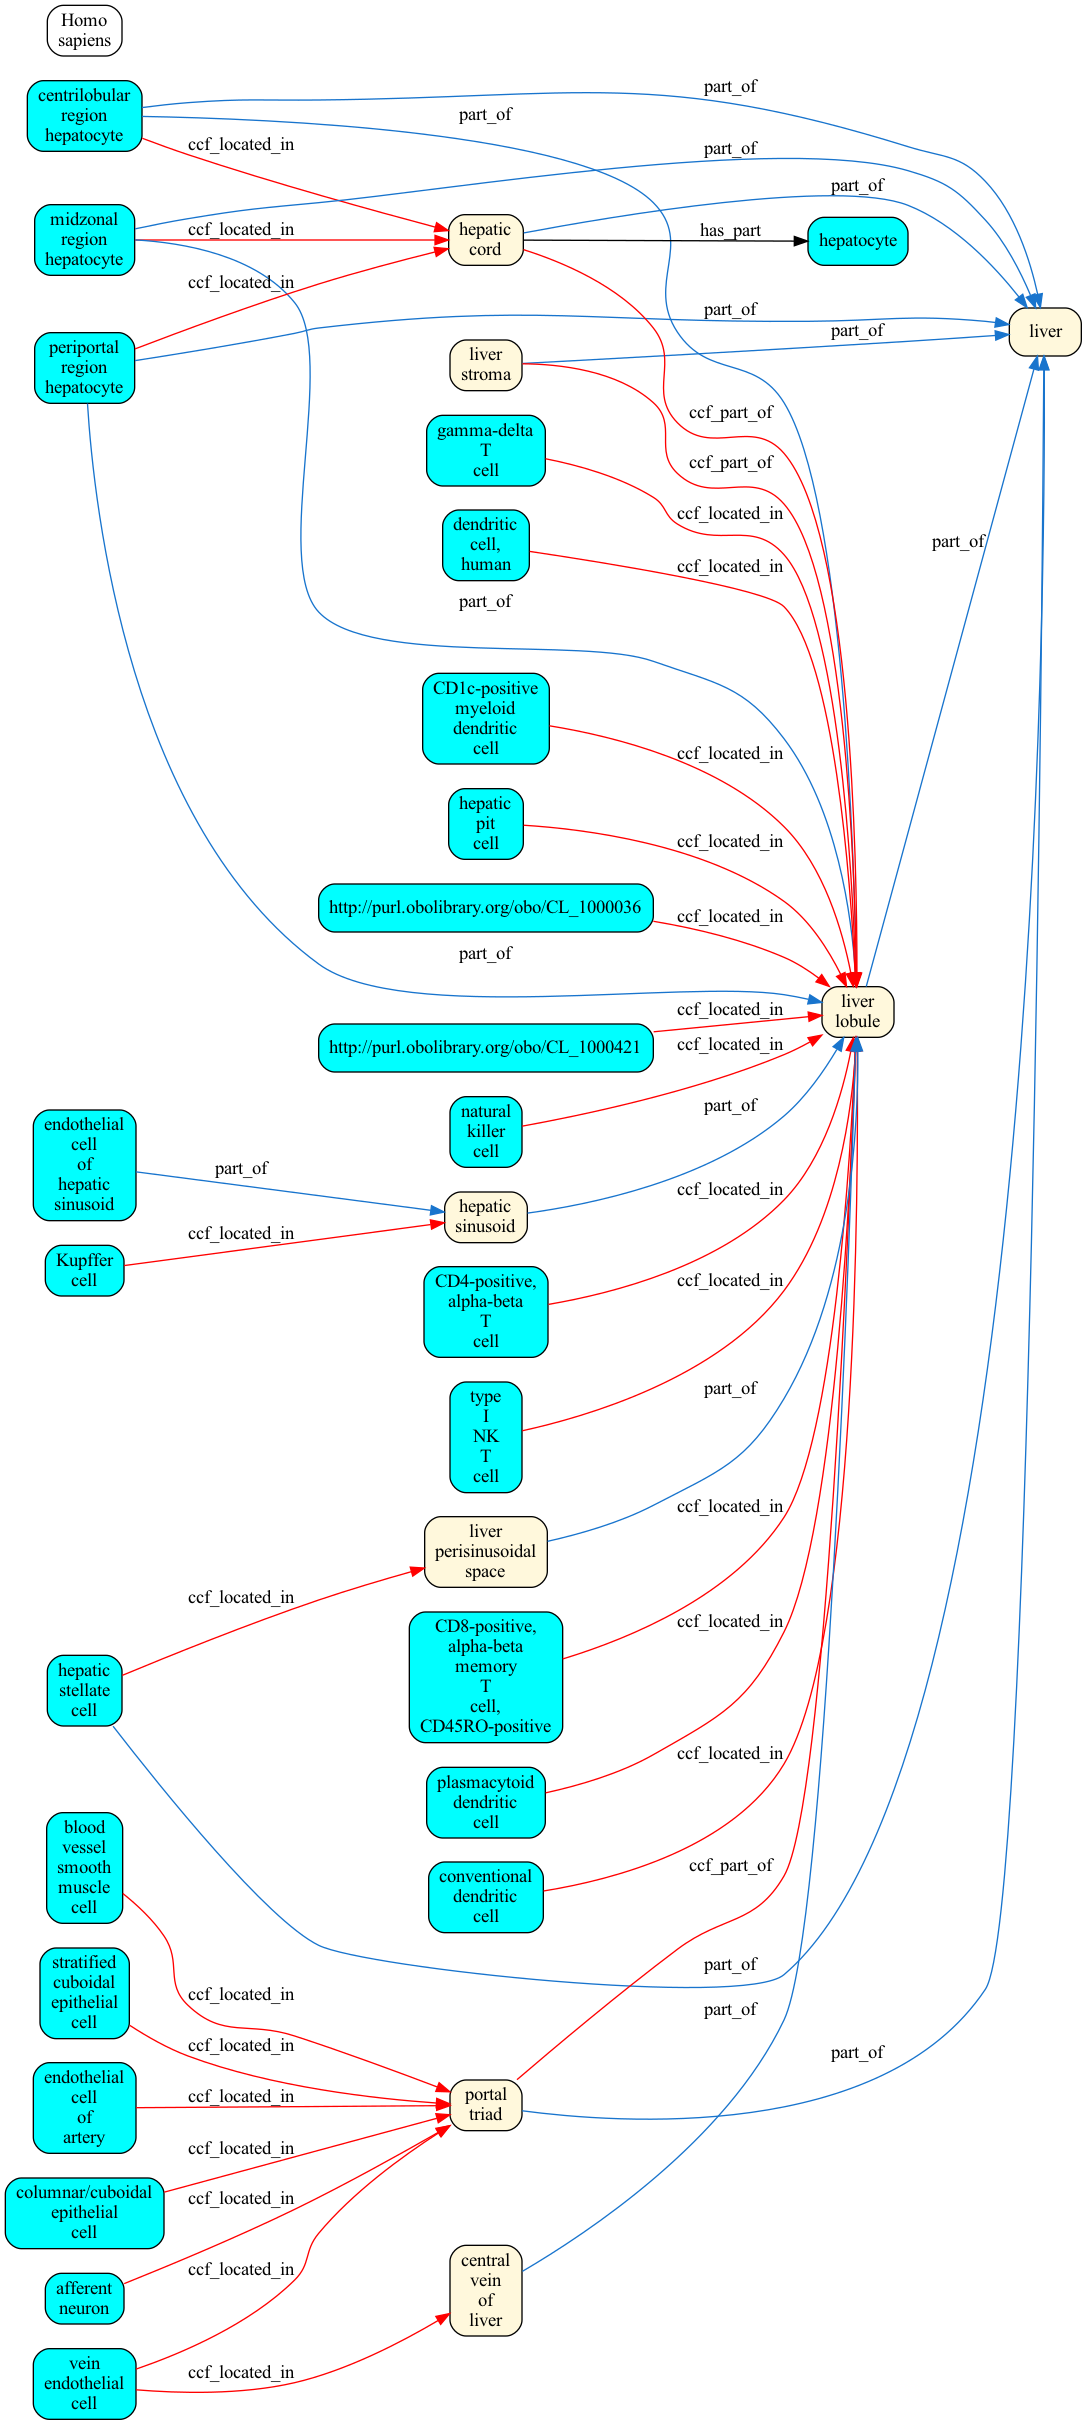 Homo
sapiens
centrilobular
region
hepatocyte
part_of
part_of
ccf_located_in
part_of
midzonal
region
hepatocyte
ccf_located_in
hepatic
cord
part_of
has_part
hepatocyte
ccf_located_in
part_of
liver
periportal
region
hepatocyte
liver
stroma
part_of
ccf_part_of
gamma-delta
T
cell
ccf_part_of
ccf_located_in
dendritic
cell,
human
ccf_located_in
part_of
part_of
CD1c-positive
myeloid
dendritic
cell
ccf_located_in
hepatic
pit
cell
ccf_located_in
http://purl.obolibrary.org/obo/CL_1000036
ccf_located_in
part_of
liver
lobule
ccf_located_in
http://purl.obolibrary.org/obo/CL_1000421
ccf_located_in
natural
killer
cell
part_of
endothelial
cell
of
hepatic
sinusoid
part_of
hepatic
sinusoid
ccf_located_in
Kupffer
cell
ccf_located_in
CD4-positive,
alpha-beta
T
cell
ccf_located_in
type
I
NK
T
cell
part_of
liver
perisinusoidal
space
ccf_located_in
ccf_located_in
CD8-positive,
alpha-beta
memory
T
cell,
CD45RO-positive
ccf_located_in
hepatic
stellate
cell
plasmacytoid
dendritic
cell
ccf_located_in
blood
vessel
smooth
muscle
cell
conventional
dendritic
cell
ccf_part_of
part_of
stratified
cuboidal
epithelial
cell
ccf_located_in
part_of
ccf_located_in
part_of
endothelial
cell
of
artery
ccf_located_in
portal
triad
columnar/cuboidal
epithelial
cell
ccf_located_in
ccf_located_in
afferent
neuron
ccf_located_in
central
vein
of
liver
vein
endothelial
cell
ccf_located_in